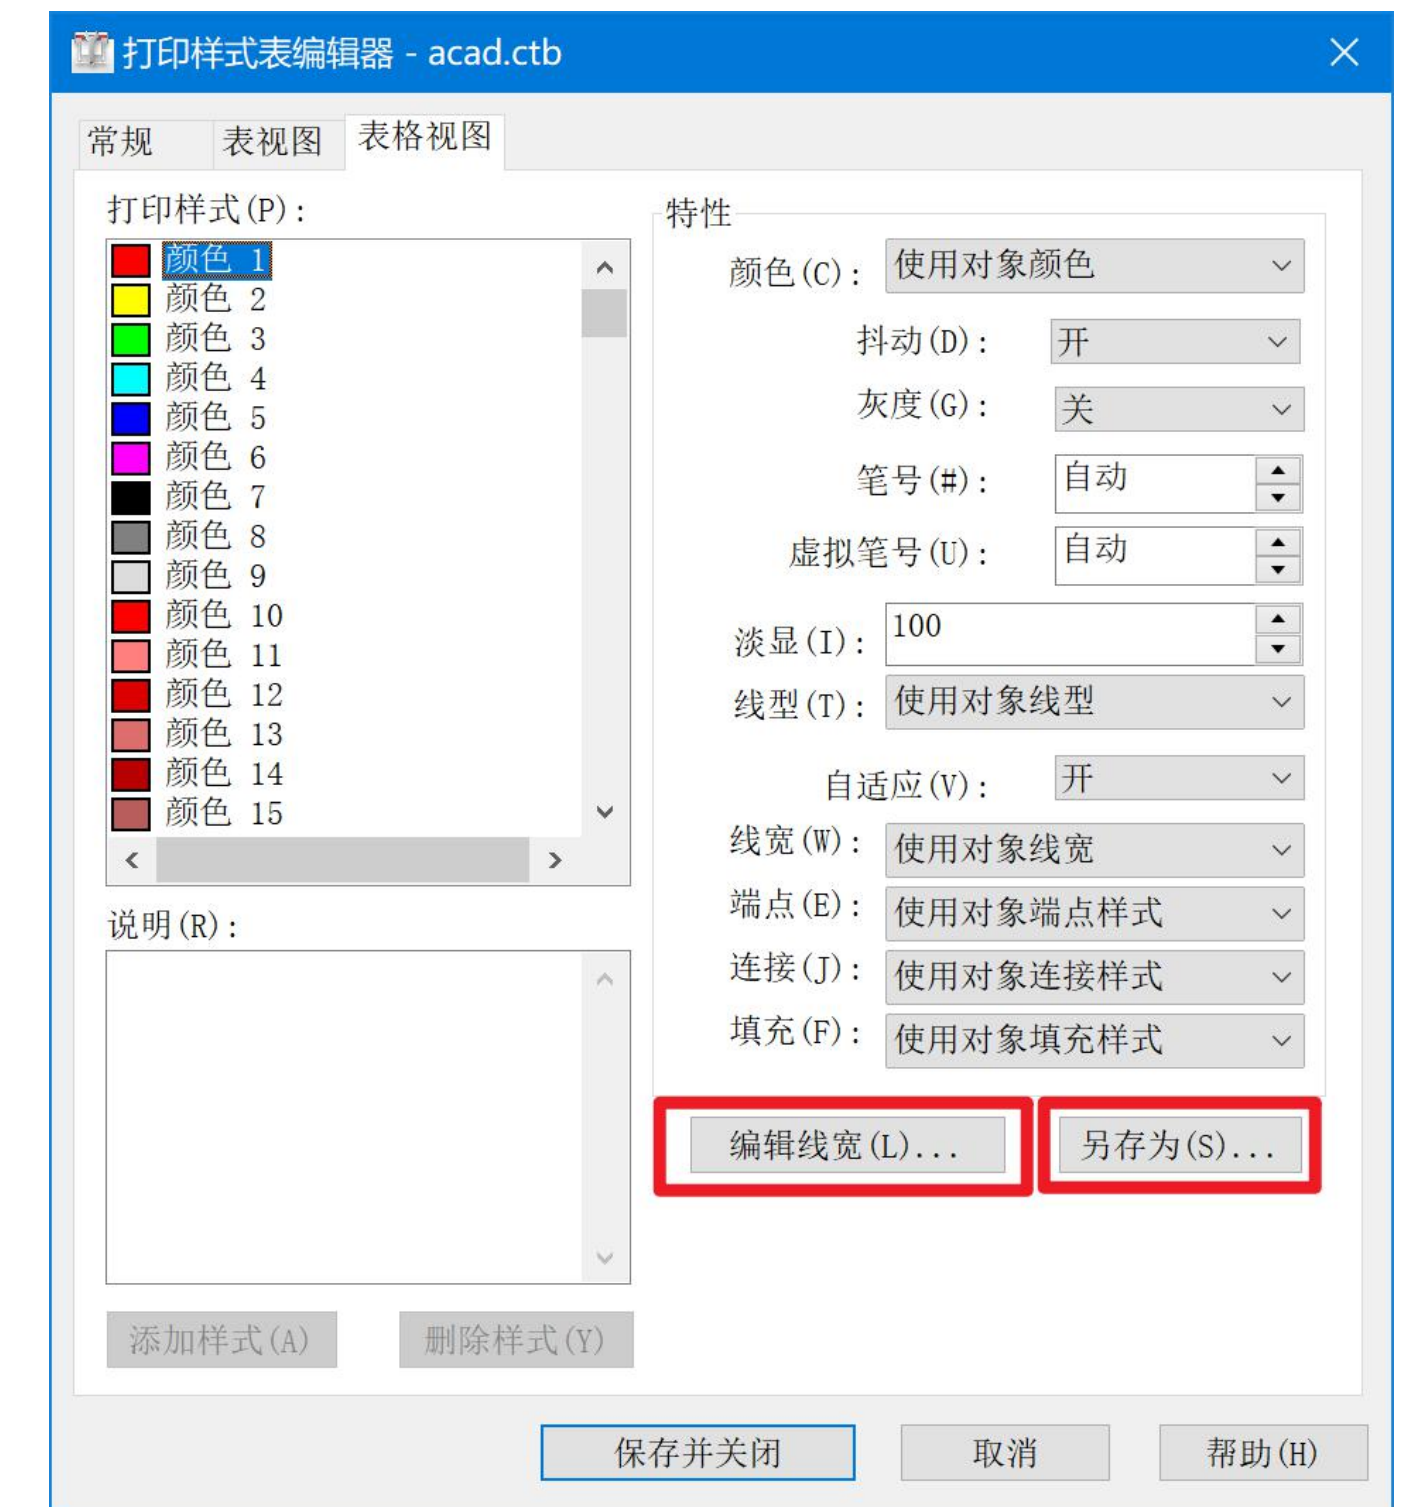 打印样式表编辑器 - acad.ctb
常规 表视图 表格视图
打印样式(P):
颜色 1
颜色 2
颜色 3
颜色 4
颜色 5
颜色 6
颜色 7
颜色 8
颜色 9
颜色 10
颜色 11
颜色 12
颜色 13
颜色 14
颜色 15
说明(R):
添加样式(A) 删除样式(Y)
特性
颜色(C): 使用对象颜色
抖动(D): 开
灰度(G): 关
笔号(#): 自动
虚拟笔号(U): 自动
淡显(I): 100
线型(T): 使用对象线型
自适应(V): 开
线宽(W): 使用对象线宽
端点(E): 使用对象端点样式
连接(J): 使用对象连接样式
填充(F): 使用对象填充样式
编辑线宽(L)... 另存为(S)...
保存并关闭 取消 帮助(H)